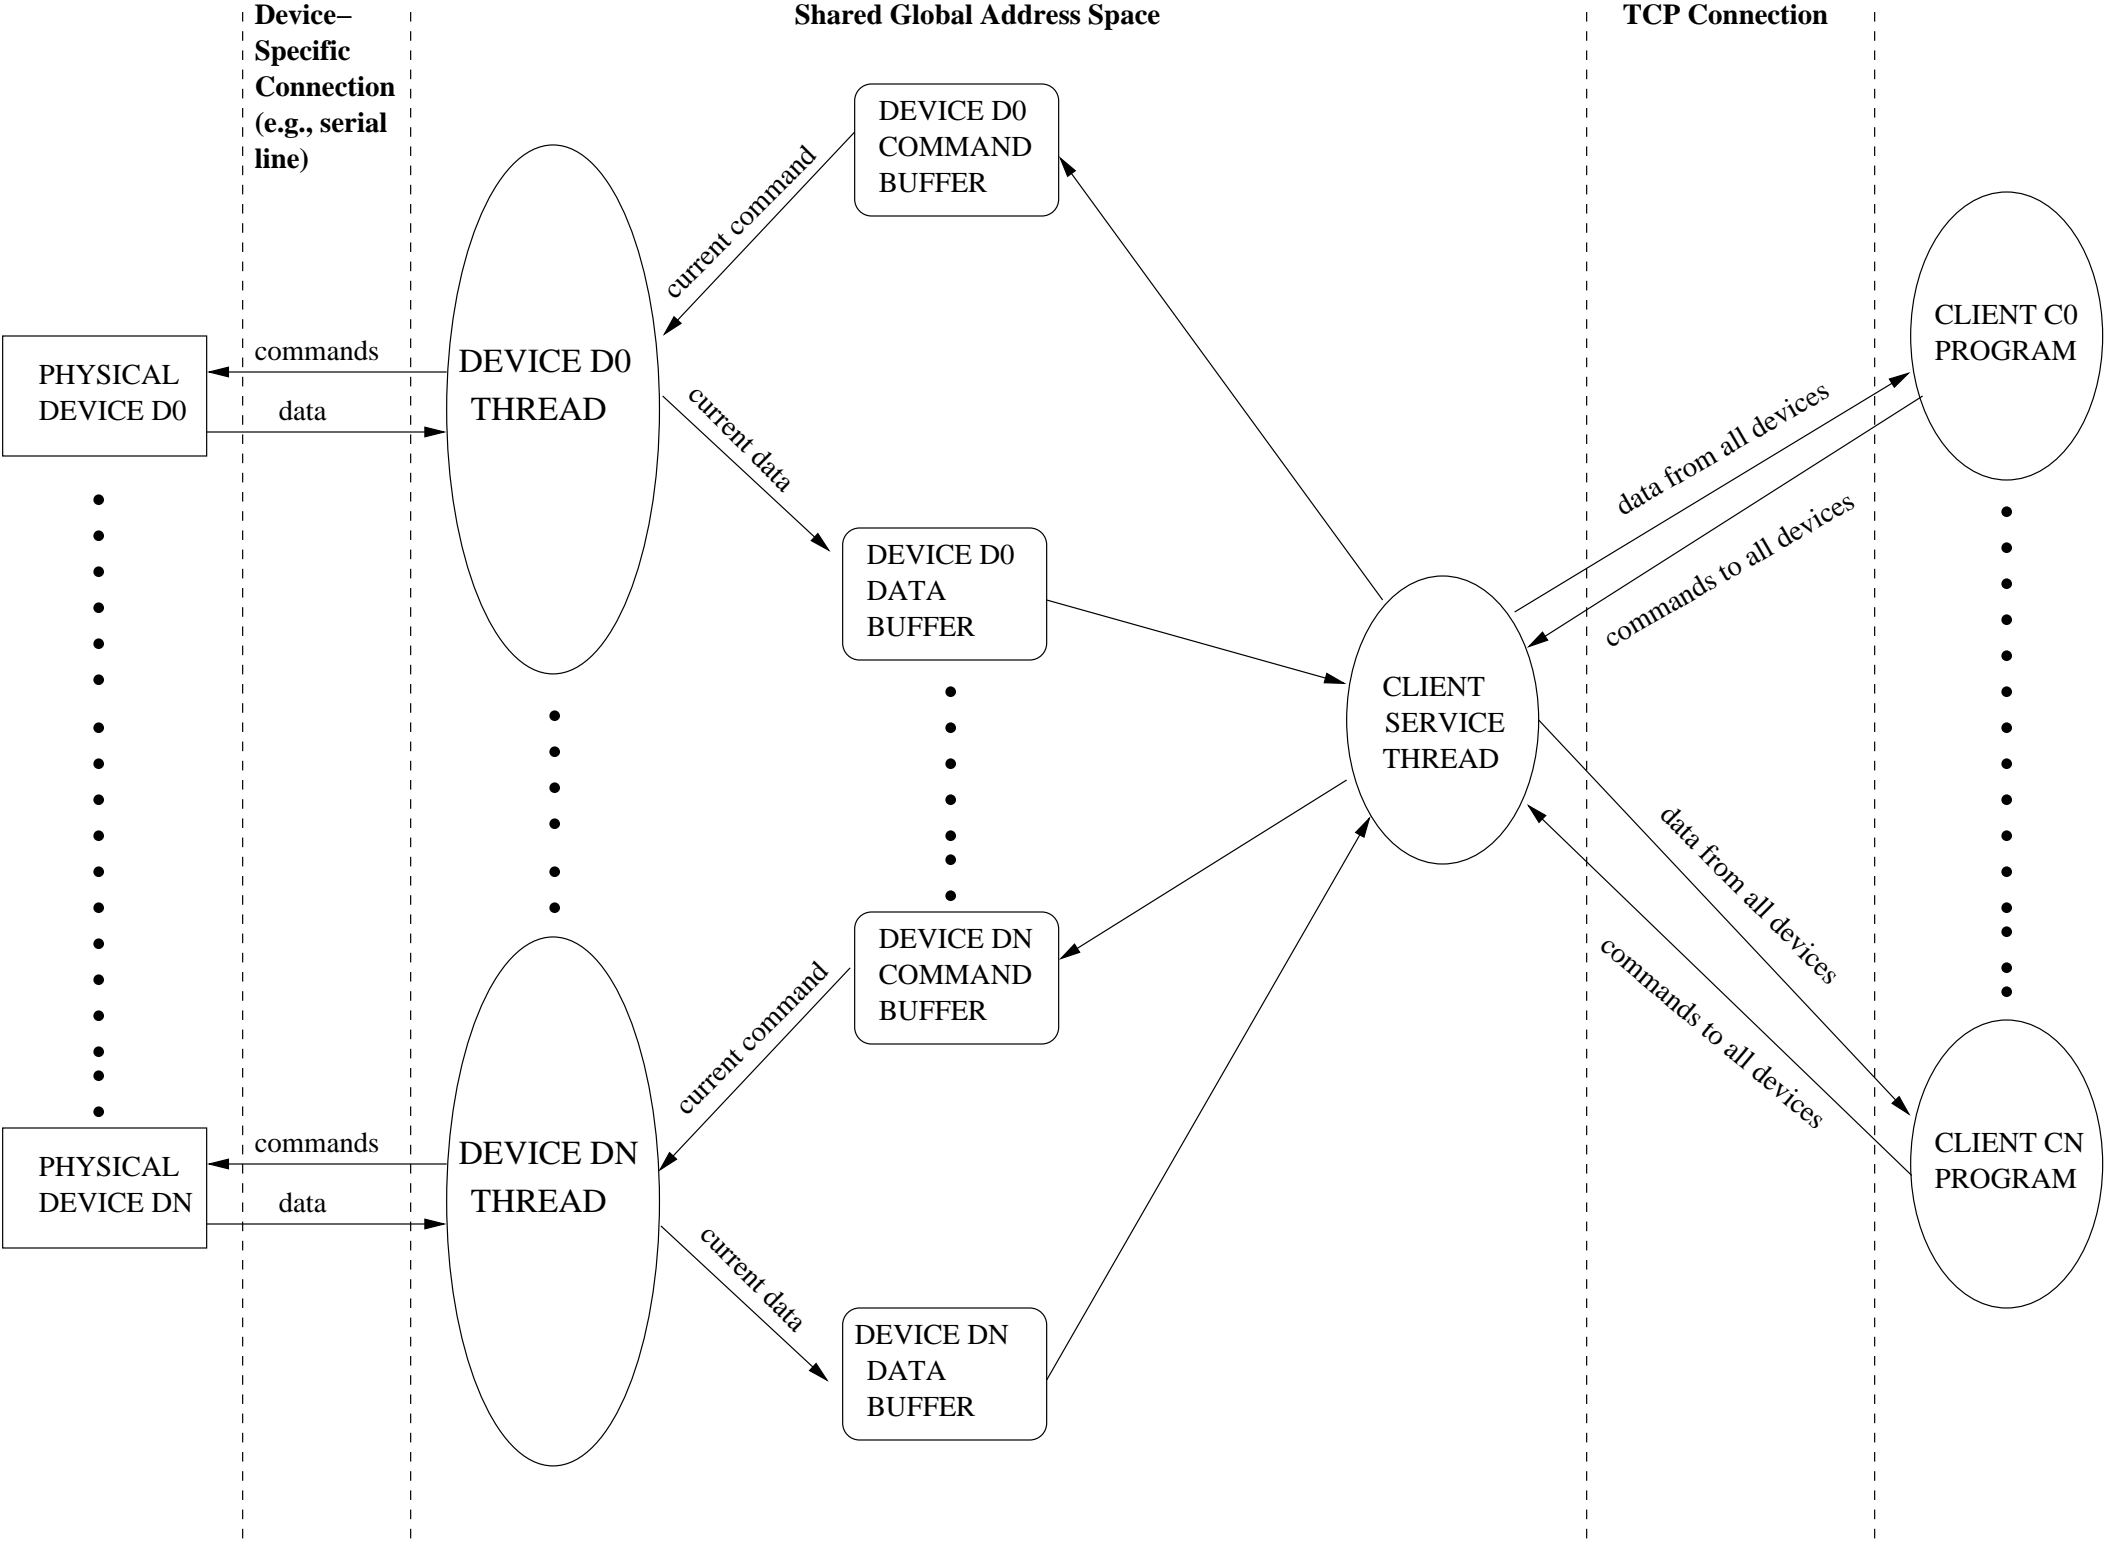 Device–
Specific
Connection
(e.g., serial
line)
Shared Global Address Space
TCP Connection
DEVICE D0
COMMAND
BUFFER
current command
PHYSICAL
DEVICE D0
commands
data
DEVICE D0
THREAD
current data
DEVICE D0
DATA
BUFFER
CLIENT
SERVICE
THREAD
data from all devices
commands to all devices
CLIENT C0
PROGRAM
data from all devices
commands to all devices
CLIENT CN
PROGRAM
DEVICE DN
COMMAND
BUFFER
current command
PHYSICAL
DEVICE DN
commands
data
DEVICE DN
THREAD
current data
DEVICE DN
DATA
BUFFER